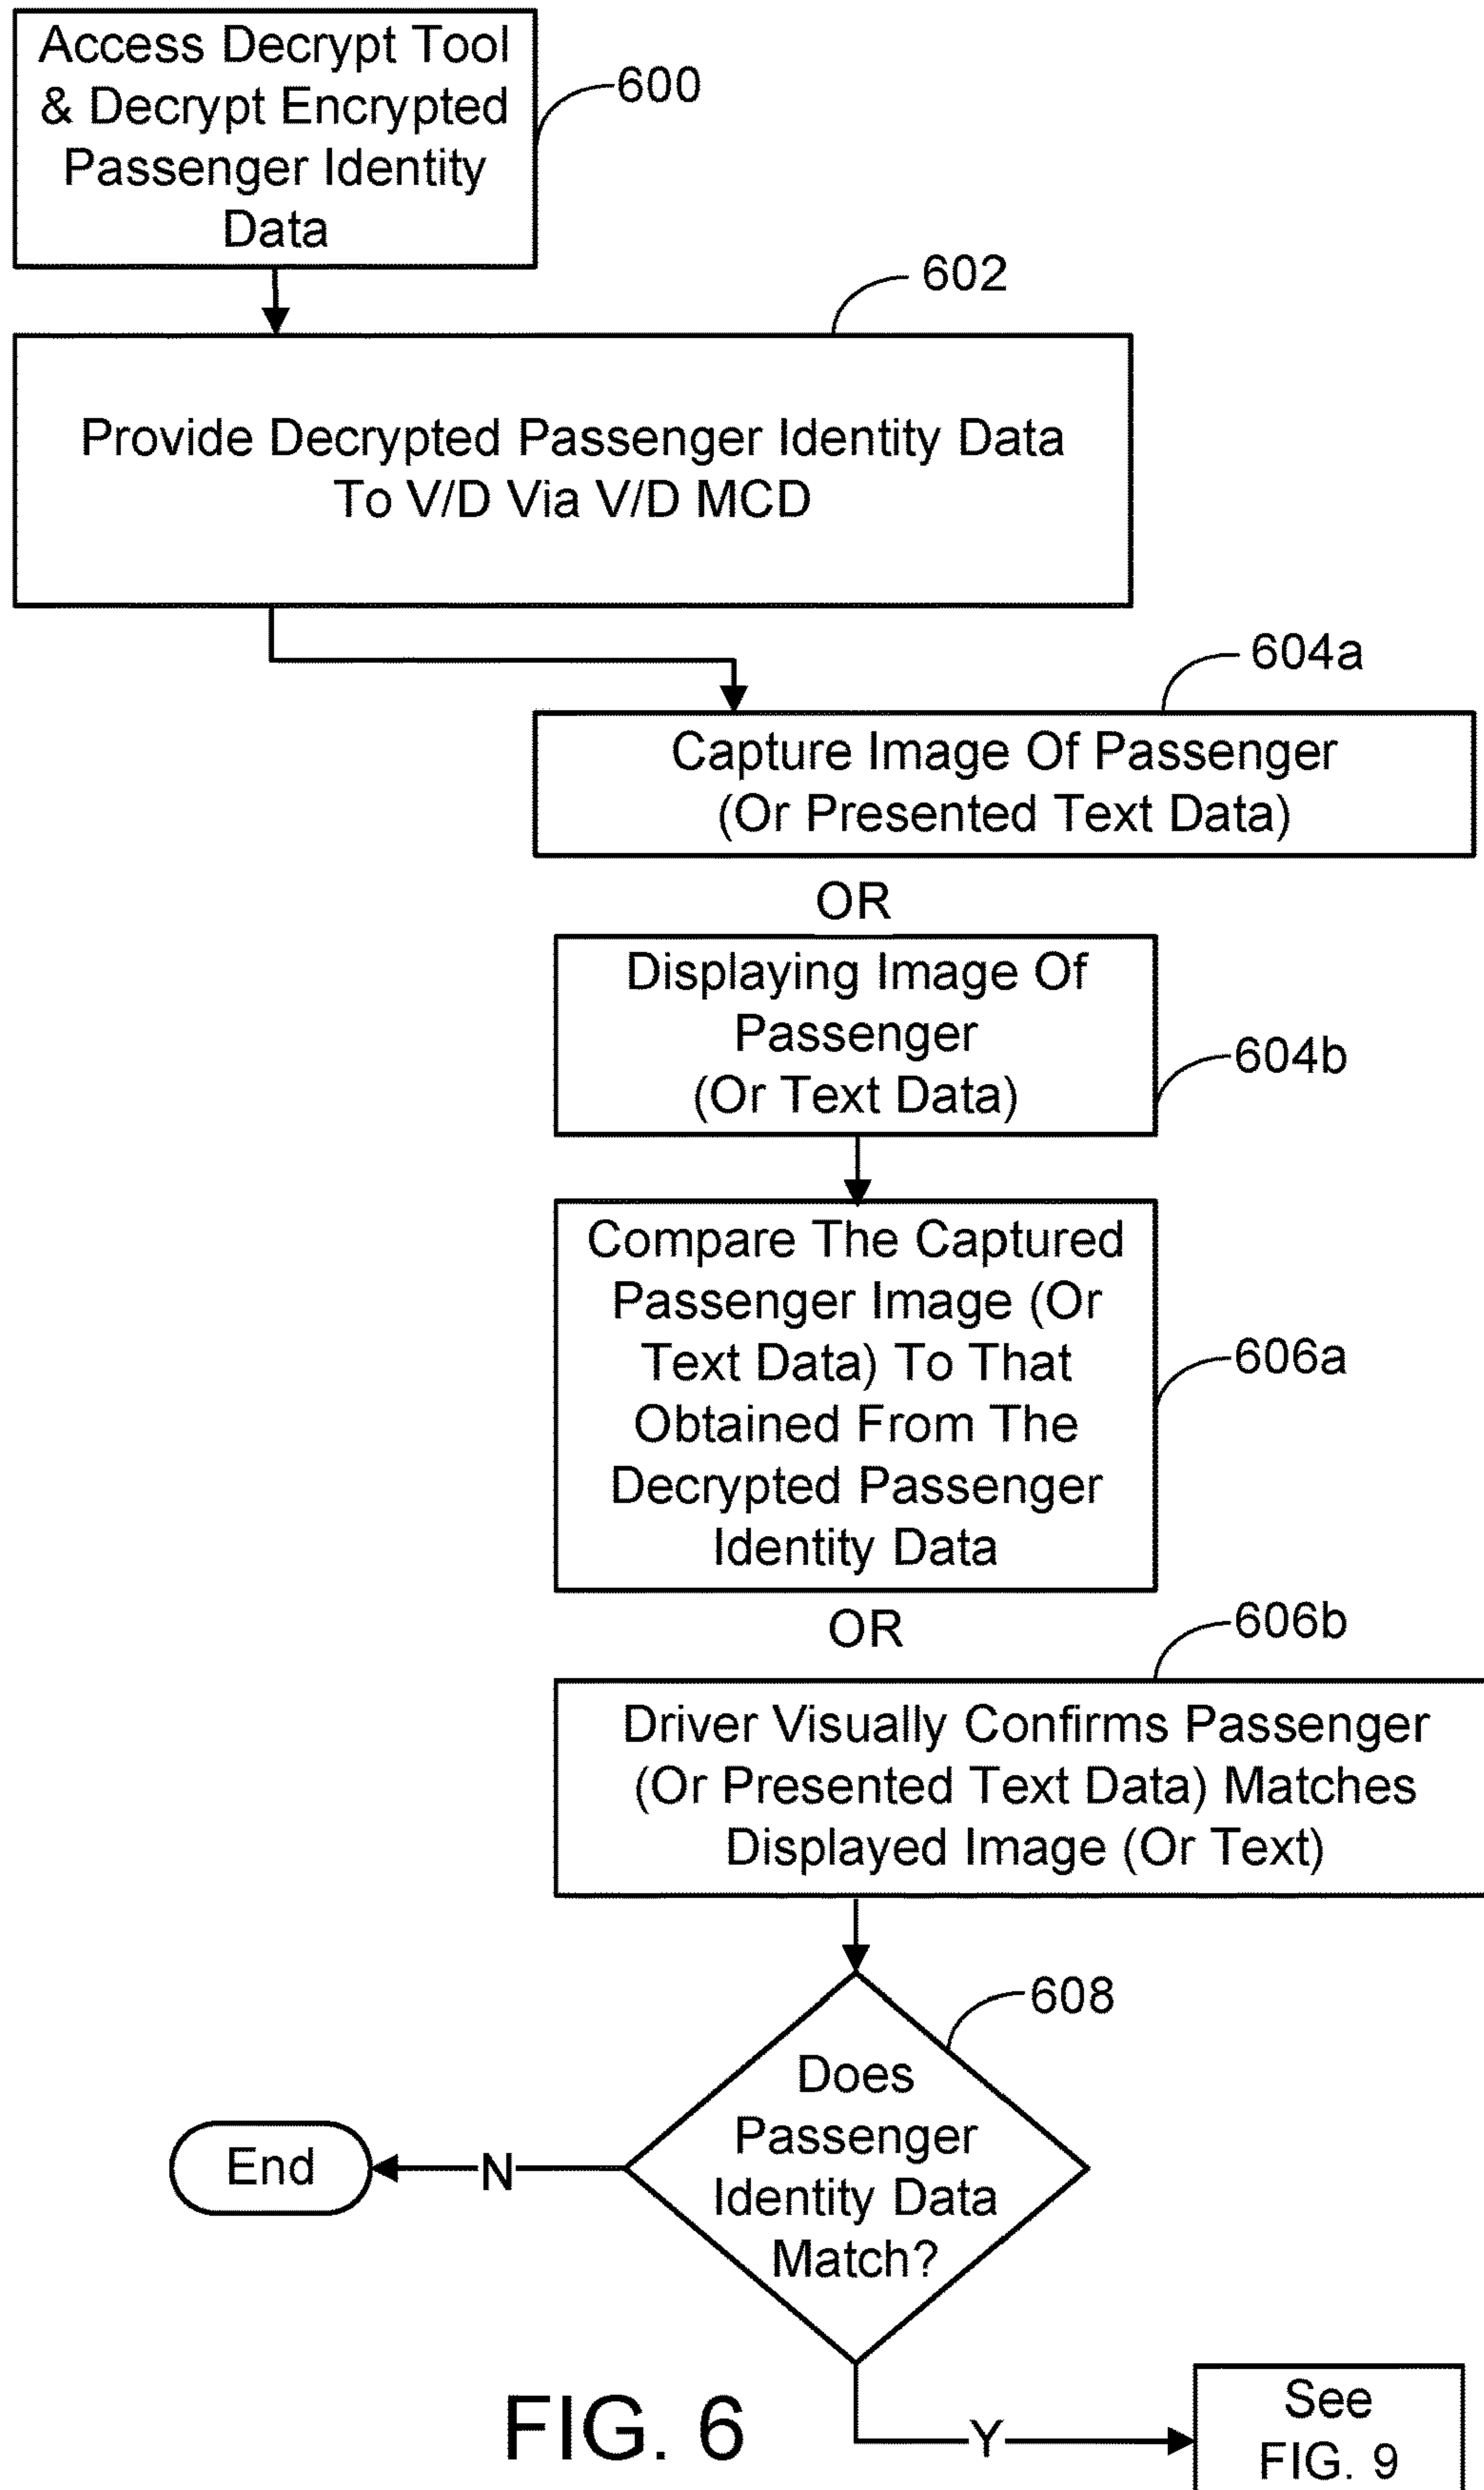 Access Decrypt Tool
& Decrypt Encrypted
Passenger Identity
Data
600
602
Provide Decrypted Passenger Identity Data
To V/D Via V/D MCD
604a
Capture Image Of Passenger
(Or Presented Text Data)
OR
Displaying Image Of
Passenger
(Or Text Data)
604b
Compare The Captured
Passenger Image (Or
Text Data) To That
Obtained From The
Decrypted Passenger
Identity Data
606a
OR
606b
Driver Visually Confirms Passenger
(Or Presented Text Data) Matches
Displayed Image (Or Text)
608
Does
Passenger
Identity Data
Match?
End
N
Y
See
FIG. 9
FIG. 6